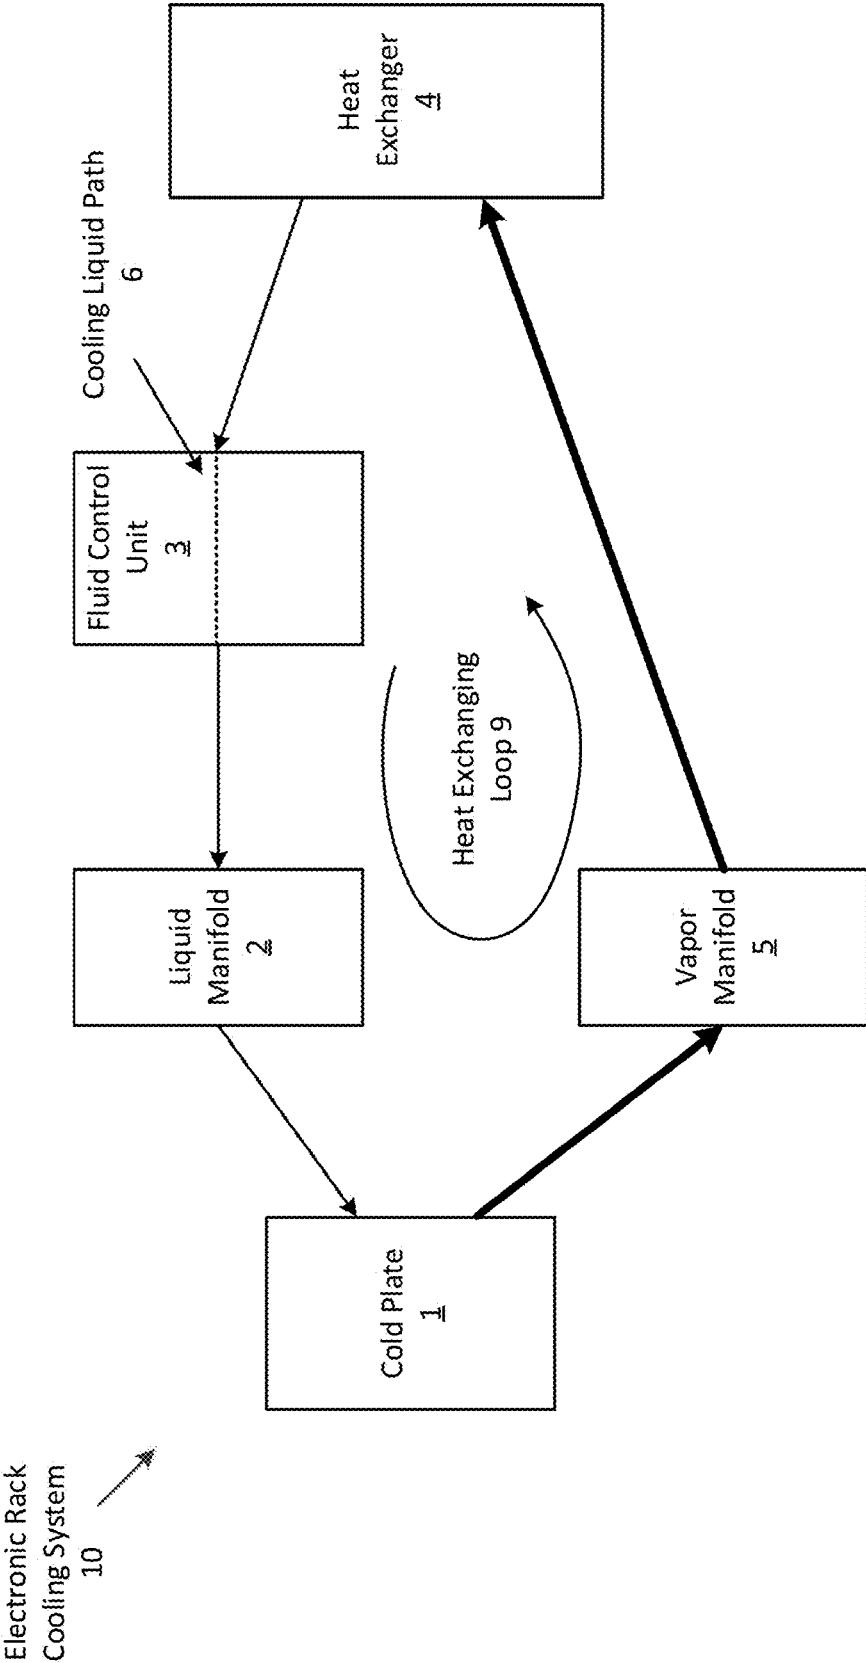 Electronic Rack
Cooling System
10
Cooling Liquid Path
6
Liquid
Manifold
2
Fluid Control
Unit
3
Cold Plate
1
Heat
Exchanger
4
Heat Exchanging
Loop 9
Vapor
Manifold
5